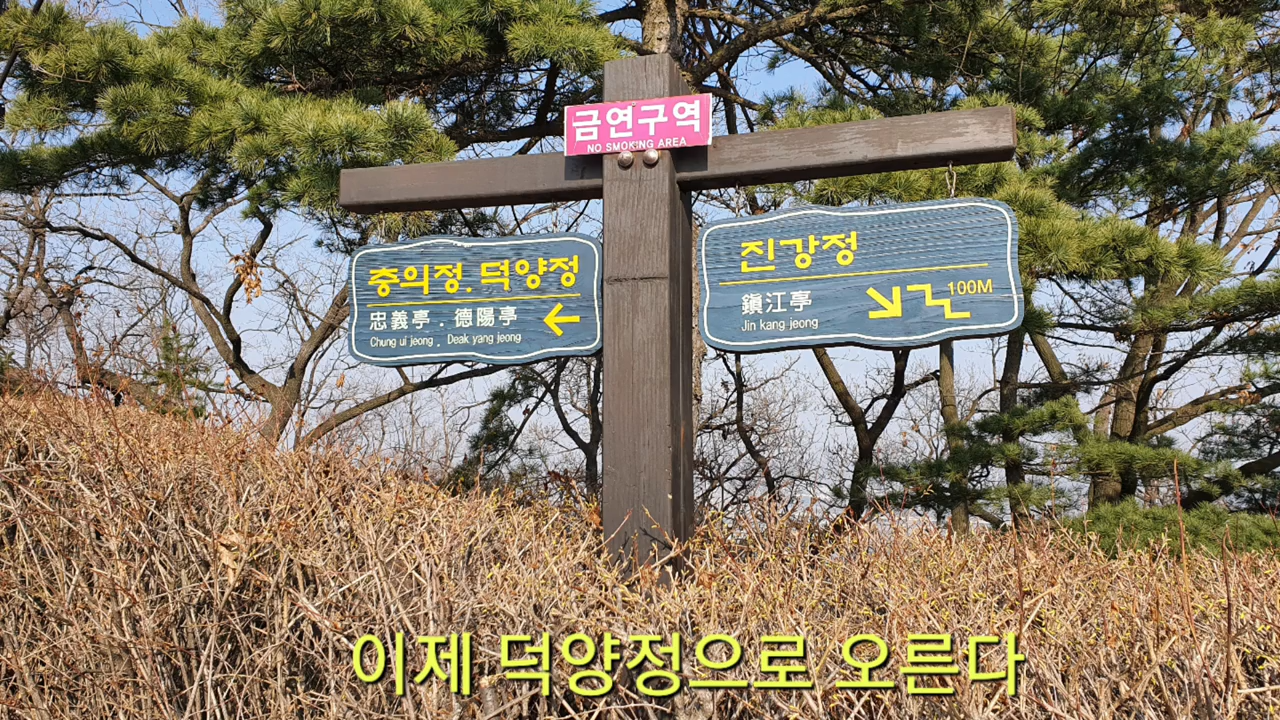 금연구역
NO SMOKING AREA
충의정. 덕양정
忠義亭 . 德陽亭
Chung ui jeong . Deak yang jeong
진강정
鎭江亭
Jin kang jeong
100M
이제 덕양정으로 오른다